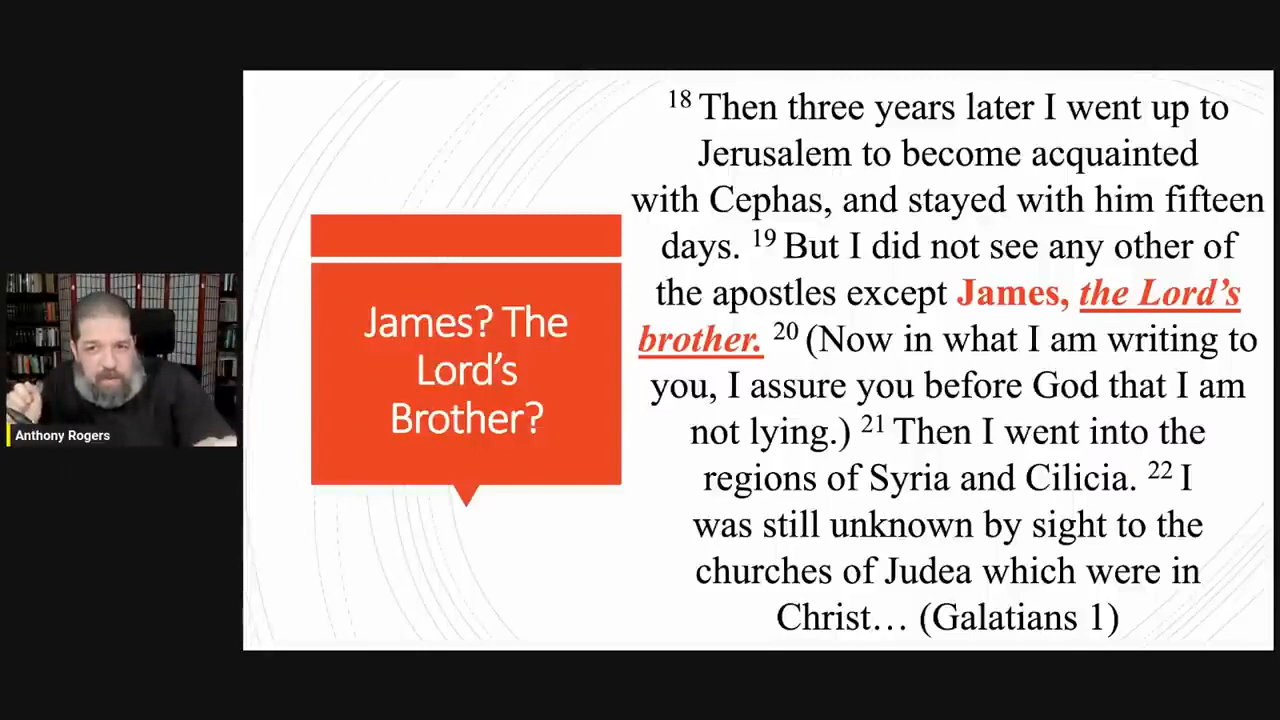 18 Then three years later I went up to
Jerusalem to become acquainted
with Cephas, and stayed with him fifteen
days. 19 But I did not see any other of
the apostles except James, the Lord’s
brother. 20 (Now in what I am writing to
you, I assure you before God that I am
not lying.) 21 Then I went into the
regions of Syria and Cilicia. 22 I
was still unknown by sight to the
churches of Judea which were in
Christ… (Galatians 1)
James? The
Lord’s
Brother?
Anthony Rogers